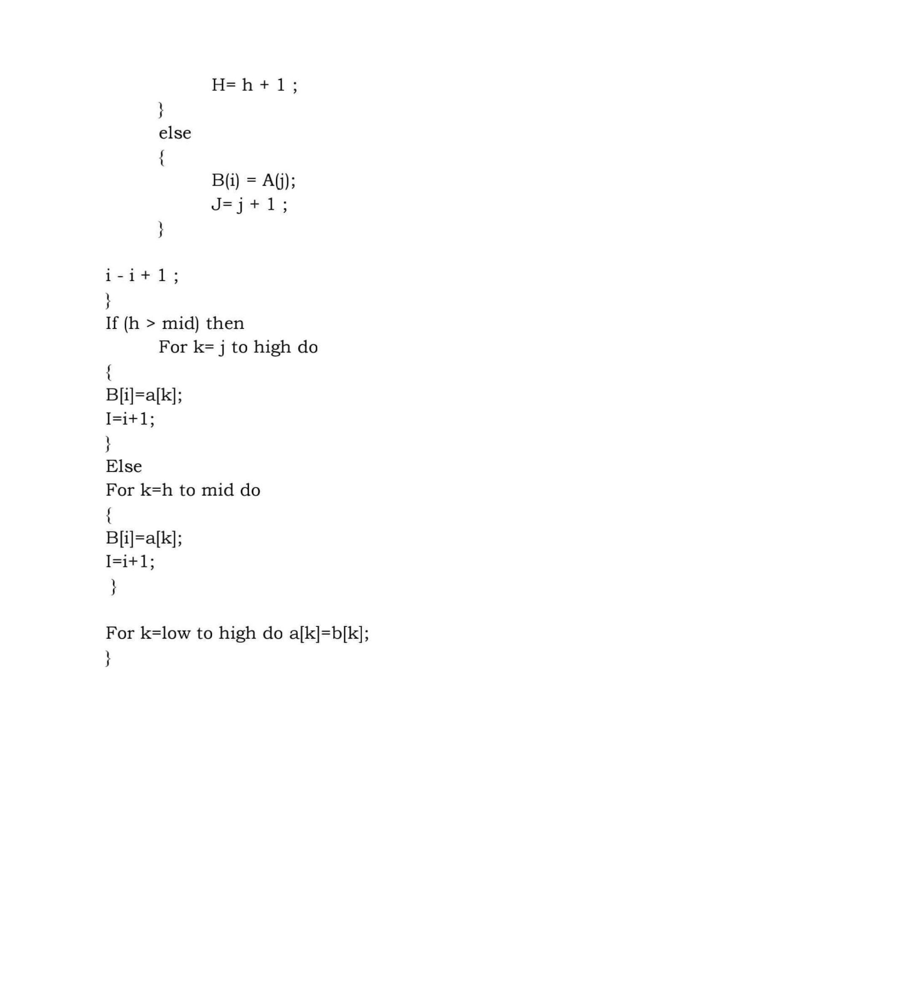 H= h + 1 ;
}
else
{
B(i) = A(j);
J= j + 1 ;
}
i - i + 1 ;
}
If (h > mid) then
For k= j to high do
{
B[i]=a[k];
I=i+1;
}
Else
For k=h to mid do
{
B[i]=a[k];
I=i+1;
}
For k=low to high do a[k]=b[k];
}